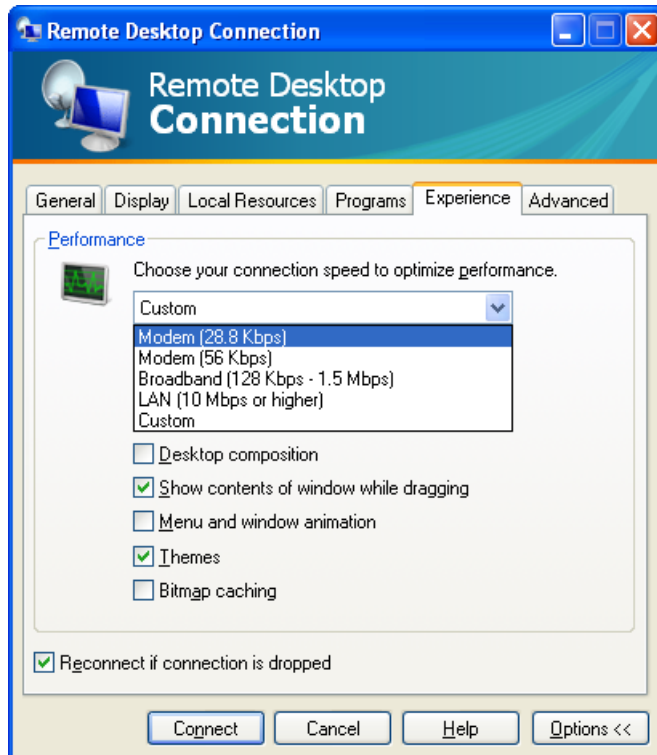 Remote Desktop Connection
Remote Desktop
Connection
General Display Local Resources Programs Experience Advanced
Performance
Choose your connection speed to optimize performance.
Custom
Modem (28.8 Kbps)
Modem (56 Kbps)
Broadband (128 Kbps - 1.5 Mbps)
LAN (10 Mbps or higher)
Custom
Desktop composition
Show contents of window while dragging
Menu and window animation
Themes
Bitmap caching
Reconnect if connection is dropped
Connect Cancel Help Options <<